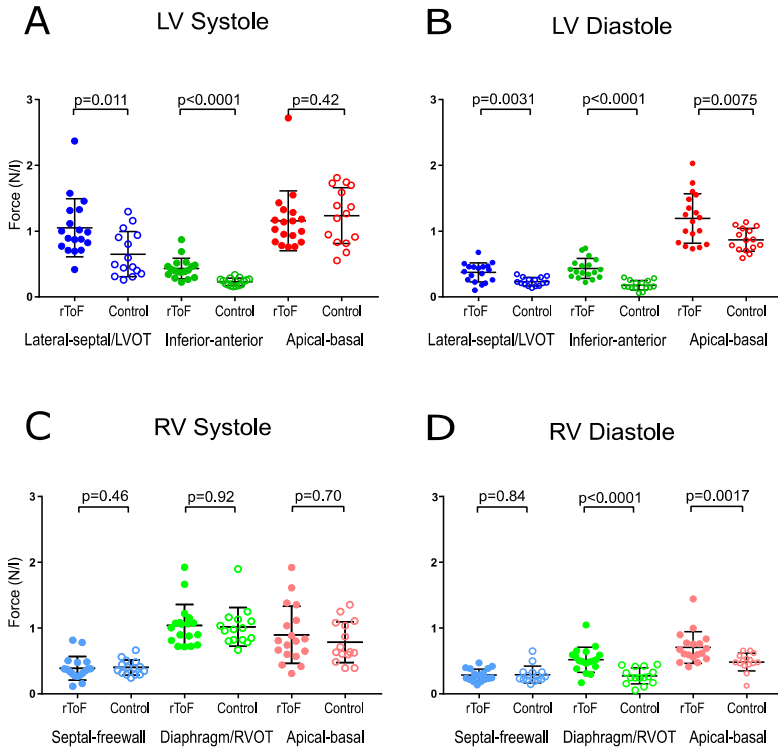 A
LV Systole
p=0.011
p<0.0001
p=0.42
3
2
1
0
Force (N/l)
rToF
Control
rToF
Control
rToF
Control
Lateral-septal/LVOT
Inferior-anterior
Apical-basal
B
LV Diastole
p=0.0031
p<0.0001
p=0.0075
3
2
1
0
rToF
Control
rToF
Control
rToF
Control
Lateral-septal/LVOT
Inferior-anterior
Apical-basal
C
RV Systole
p=0.46
p=0.92
p=0.70
3
2
1
0
Force (N/l)
rToF
Control
rToF
Control
rToF
Control
Septal-freewall
Diaphragm/RVOT
Apical-basal
D
RV Diastole
p=0.84
p<0.0001
p=0.0017
3
2
1
0
rToF
Control
rToF
Control
rToF
Control
Septal-freewall
Diaphragm/RVOT
Apical-basal